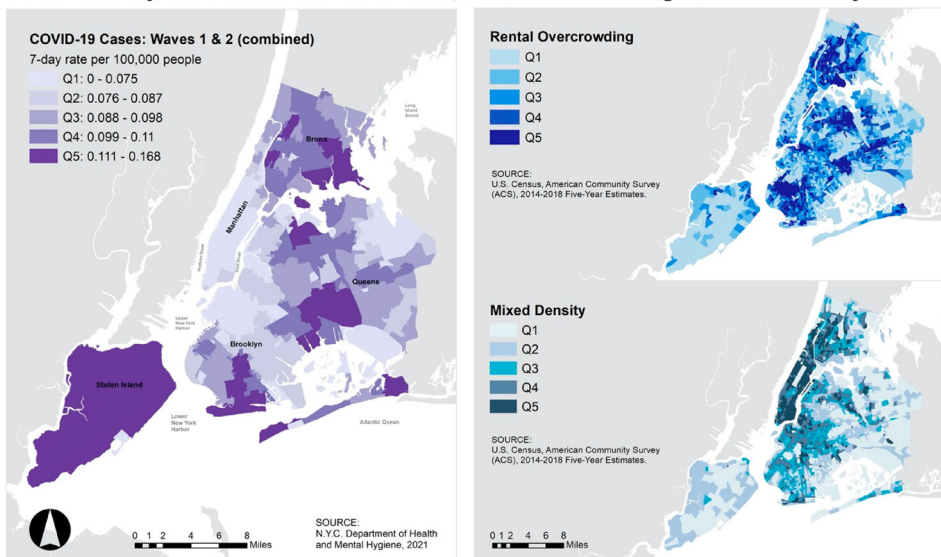 COVID-19 Cases: Waves 1 & 2 (combined)
7-day rate per 100,000 people
Q1: 0 - 0.075
Q2: 0.076 - 0.087
Q3: 0.088 - 0.098
Q4: 0.099 - 0.11
Q5: 0.111 - 0.168
Long
Island
Sound
Bronx
Manhattan
Hudson River
East River
Queens
Upper
New York
Harbor
Brooklyn
Staten Island
Lower
New York
Harbor
Atlantic Ocean
0 1 2 4 6 8
Miles
SOURCE:
N.Y.C. Department of Health
and Mental Hygiene, 2021
Rental Overcrowding
Q1
Q2
Q3
Q4
Q5
SOURCE:
U.S. Census, American Community Survey
(ACS), 2014-2018 Five-Year Estimates.
Mixed Density
Q1
Q2
Q3
Q4
Q5
SOURCE:
U.S. Census, American Community Survey
(ACS), 2014-2018 Five-Year Estimates.
0 1 2 4 6 8
Miles